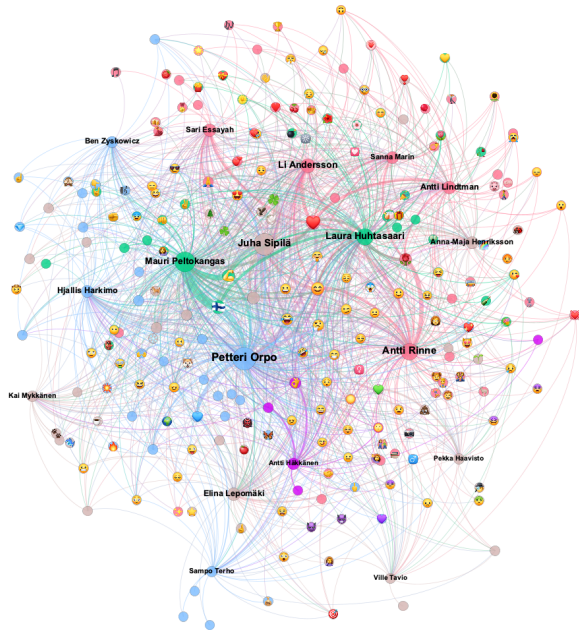 Ben Zyskowicz
Sari Essayah
Li Andersson
Sanna Marin
Antti Lindtman
Juha Sipilä
Laura Huhtasaari
Anna-Maja Henriksson
Mauri Peltokangas
Hjallis Harkimo
Petteri Orpo
Antti Rinne
Kai Mykkänen
Antti Häkkänen
Pekka Haavisto
Elina Lepomäki
Sampo Terho
Ville Tavio